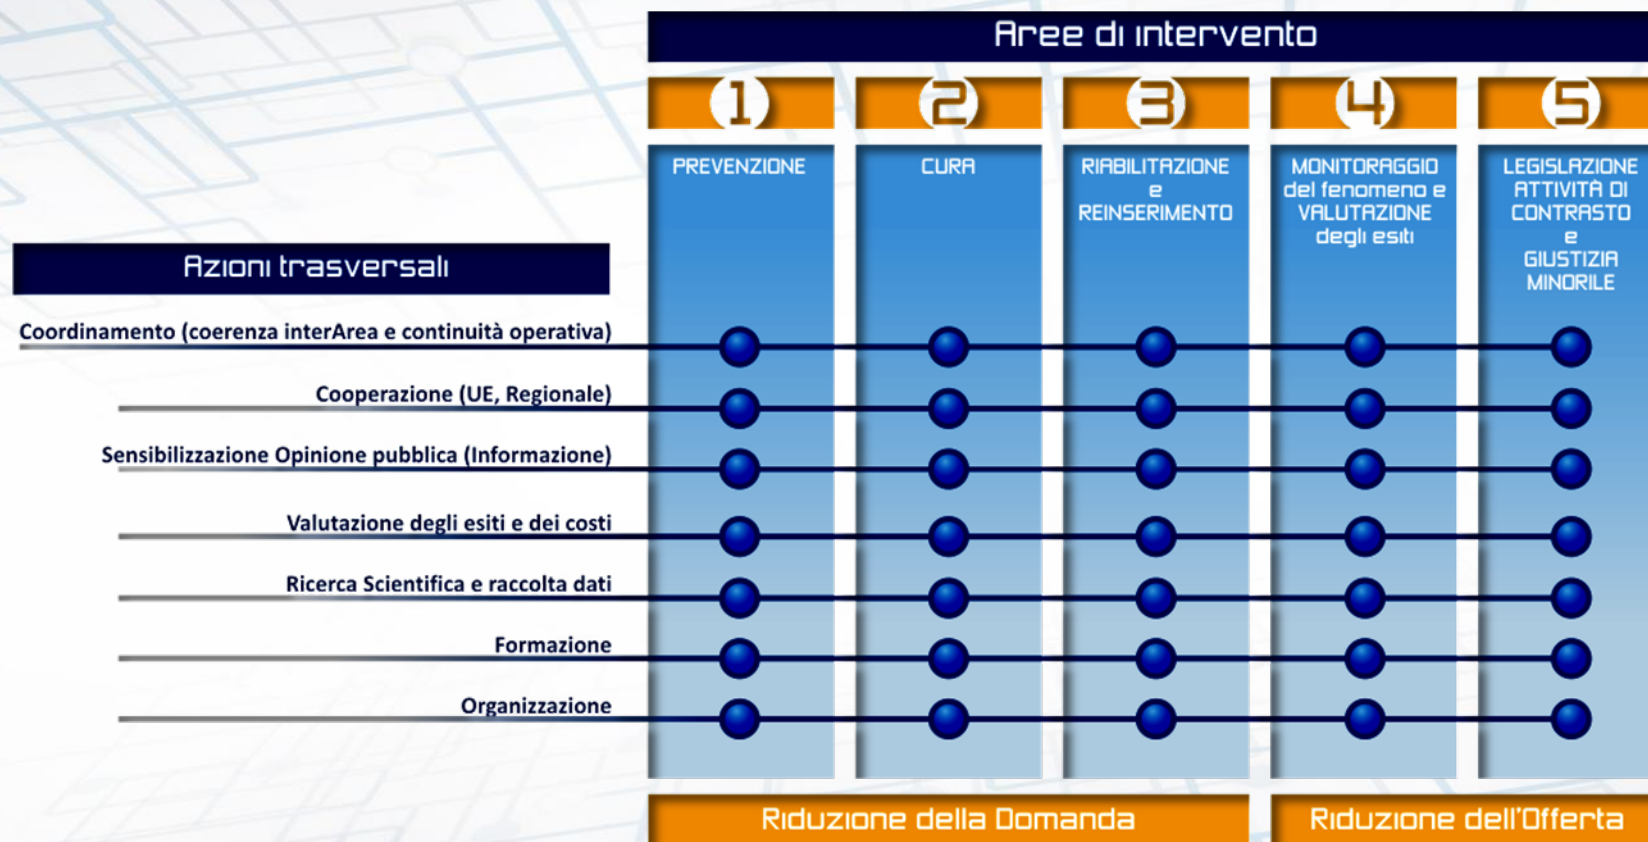 Aree di intervento
1
2
3
4
5
PREVENZIONE
CURA
RIABILITAZIONE
e
REINSERIMENTO
MONITORAGGIO
del fenomeno e
VALUTAZIONE
degli esiti
LEGISLAZIONE
ATTIVITÀ DI
CONTRASTO
e
GIUSTIZIA
MINORILE
Azioni trasversali
Coordinamento (coerenza interArea e continuità operativa)
Cooperazione (UE, Regionale)
Sensibilizzazione Opinione pubblica (Informazione)
Valutazione degli esiti e dei costi
Ricerca Scientifica e raccolta dati
Formazione
Organizzazione
Riduzione della Domanda
Riduzione dell'Offerta